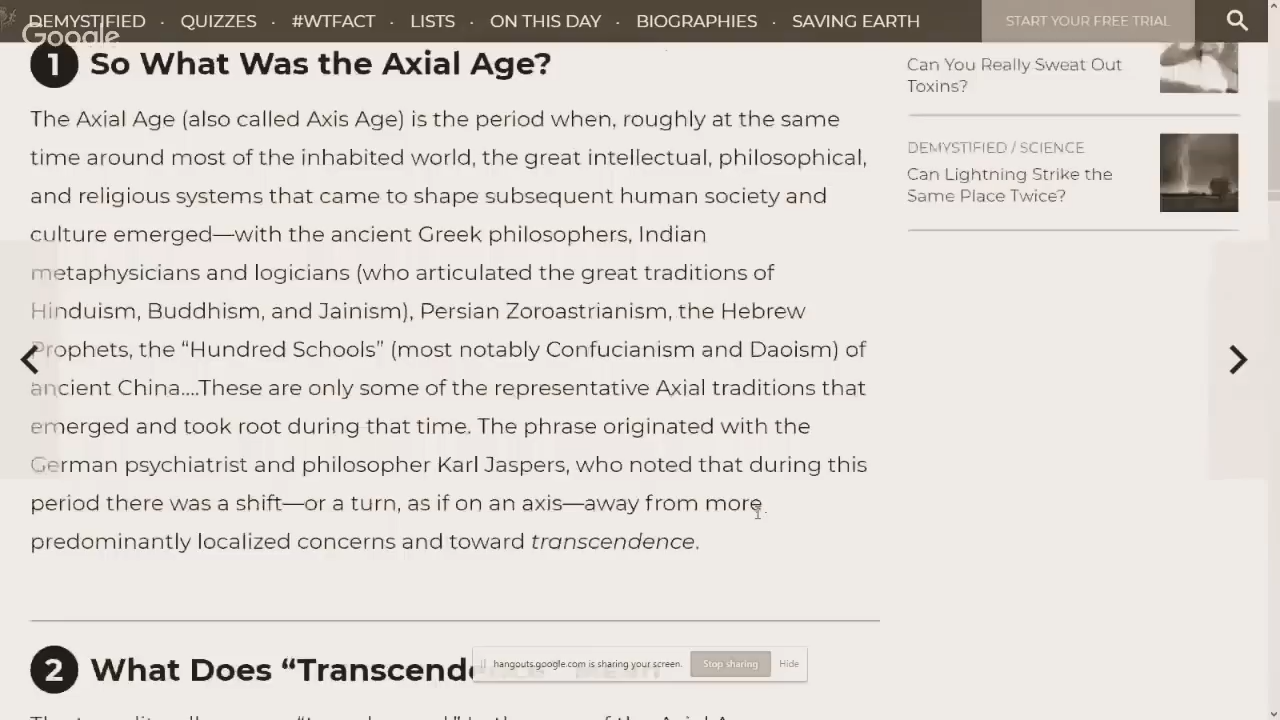 DEMYSTIFIED · QUIZZES · #WTFACT · LISTS · ON THIS DAY · BIOGRAPHIES · SAVING EARTH
START YOUR FREE TRIAL
Google
1 So What Was the Axial Age?
The Axial Age (also called Axis Age) is the period when, roughly at the same
time around most of the inhabited world, the great intellectual, philosophical,
and religious systems that came to shape subsequent human society and
culture emerged—with the ancient Greek philosophers, Indian
metaphysicians and logicians (who articulated the great traditions of
Hinduism, Buddhism, and Jainism), Persian Zoroastrianism, the Hebrew
Prophets, the “Hundred Schools” (most notably Confucianism and Daoism) of
ancient China....These are only some of the representative Axial traditions that
emerged and took root during that time. The phrase originated with the
German psychiatrist and philosopher Karl Jaspers, who noted that during this
period there was a shift—or a turn, as if on an axis—away from more
predominantly localized concerns and toward transcendence.
2 What Does “Transcend
Can You Really Sweat Out
Toxins?
DEMYSTIFIED / SCIENCE
Can Lightning Strike the
Same Place Twice?
hangouts.google.com is sharing your screen.
Stop sharing
Hide